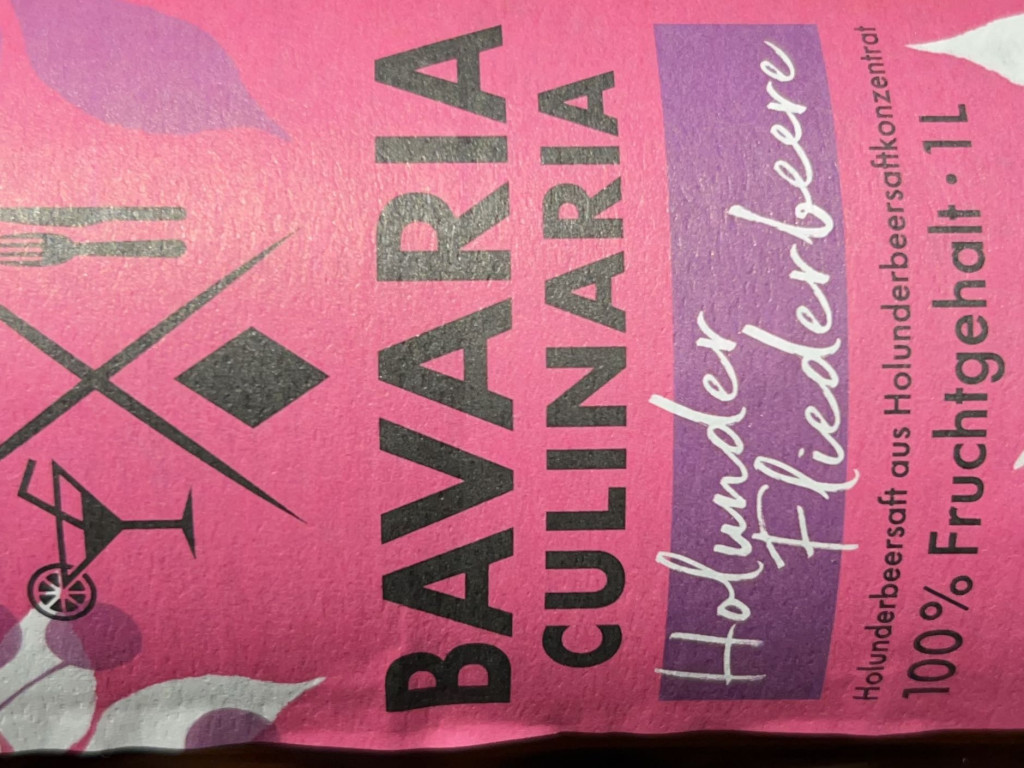 BAVARIA
CULINARIA
Holunder
Fliederbeere
Holunderbeersaft aus Holunderbeersaftkonzentrat
100% Fruchtgehalt · 1L